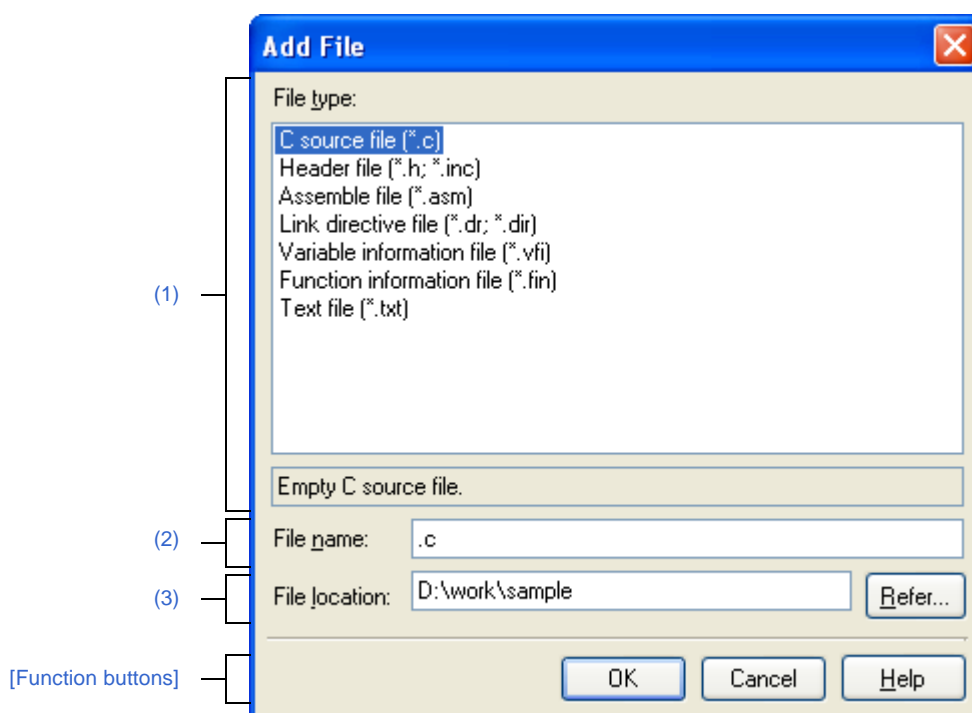 Add File
File type:
C source file (*.c)
Header file (*.h; *.inc)
Assemble file (*.asm)
Link directive file (*.dr; *.dir)
Variable information file (*.vfi)
Function information file (*.fin)
Text file (*.txt)
(1)
Empty C source file.
(2) File name: .c
(3) File location: D:\work\sample Refer...
[Function buttons] OK Cancel Help